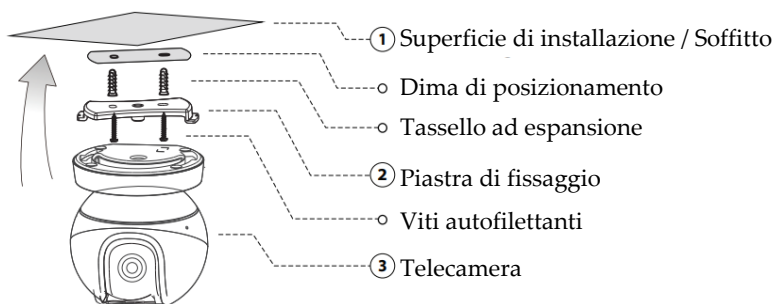 1 Superficie di installazione / Soffitto
Dima di posizionamento
Tassello ad espansione
2 Piastra di fissaggio
Viti autofilettanti
3 Telecamera